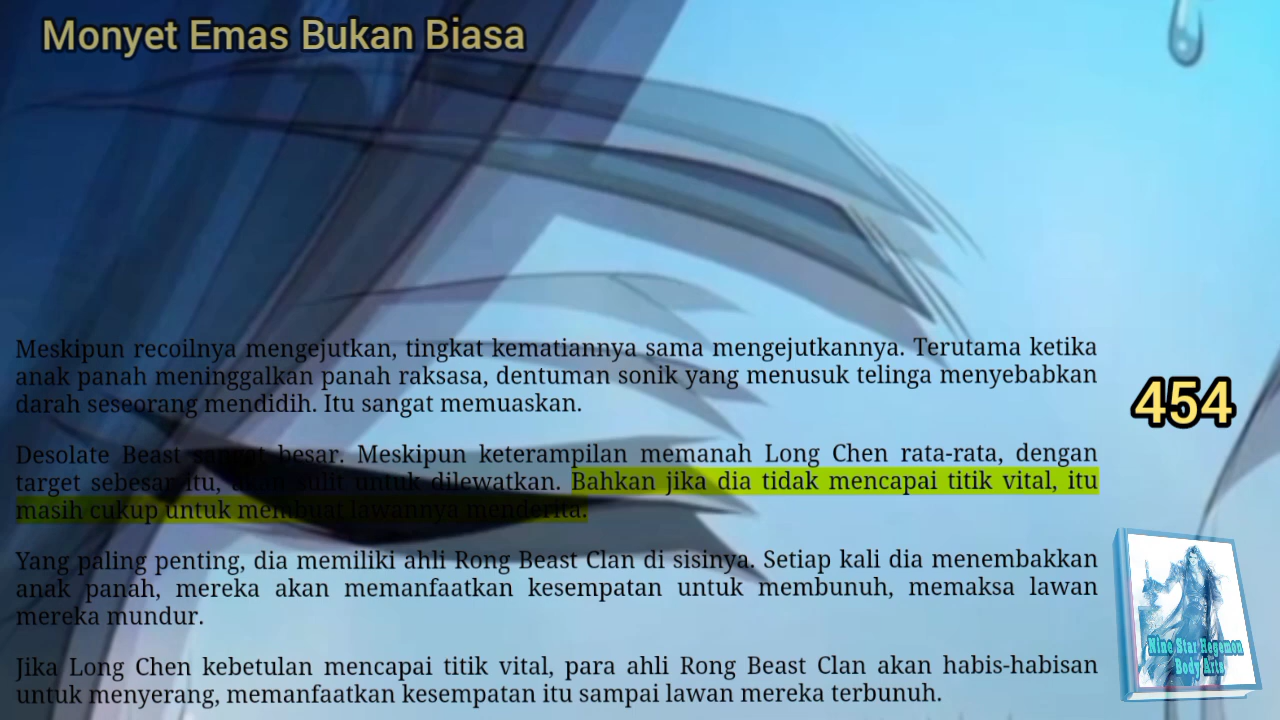 Monyet Emas Bukan Biasa
Meskipun recoilnya mengejutkan, tingkat kematiannya sama mengejutkannya. Terutama ketika
anak panah meninggalkan panah raksasa, dentuman sonik yang menusuk telinga menyebabkan
darah seseorang mendidih. Itu sangat memuaskan.
454
Desolate Beast sangat besar. Meskipun keterampilan memanah Long Chen rata-rata, dengan
target sebesar itu, akan sulit untuk dilewatkan. Bahkan jika dia tidak mencapai titik vital, itu
masih cukup untuk membuat lawannya menderita.
Yang paling penting, dia memiliki ahli Rong Beast Clan di sisinya. Setiap kali dia menembakkan
anak panah, mereka akan memanfaatkan kesempatan untuk membunuh, memaksa lawan
mereka mundur.
Jika Long Chen kebetulan mencapai titik vital, para ahli Rong Beast Clan akan habis-habisan
untuk menyerang, memanfaatkan kesempatan itu sampai lawan mereka terbunuh.
Nine Star Hegemon
Body Arts